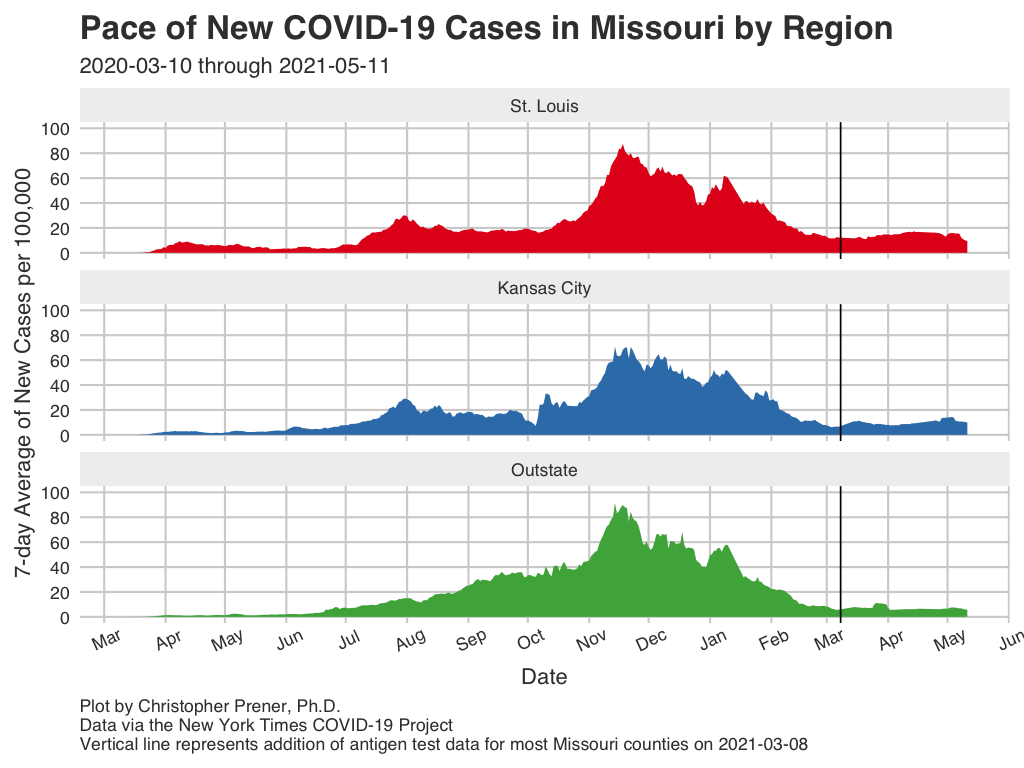 Pace of New COVID-19 Cases in Missouri by Region
2020-03-10 through 2021-05-11
St. Louis
100
80
60
40
20
0
Kansas City
100
80
60
40
20
0
Outstate
100
80
60
40
20
0
7-day Average of New Cases per 100,000
Mar Apr May Jun Jul Aug Sep Oct Nov Dec Jan Feb Mar Apr May Jun
Date
Plot by Christopher Prener, Ph.D.
Data via the New York Times COVID-19 Project
Vertical line represents addition of antigen test data for most Missouri counties on 2021-03-08